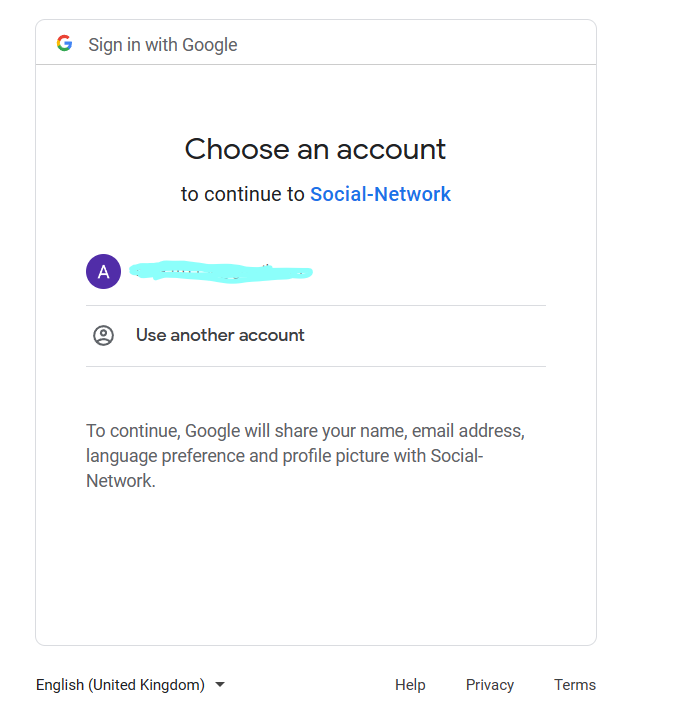 Sign in with Google
Choose an account
to continue to Social-Network
A
Use another account
To continue, Google will share your name, email address,
language preference and profile picture with Social-
Network.
English (United Kingdom)
Help Privacy Terms